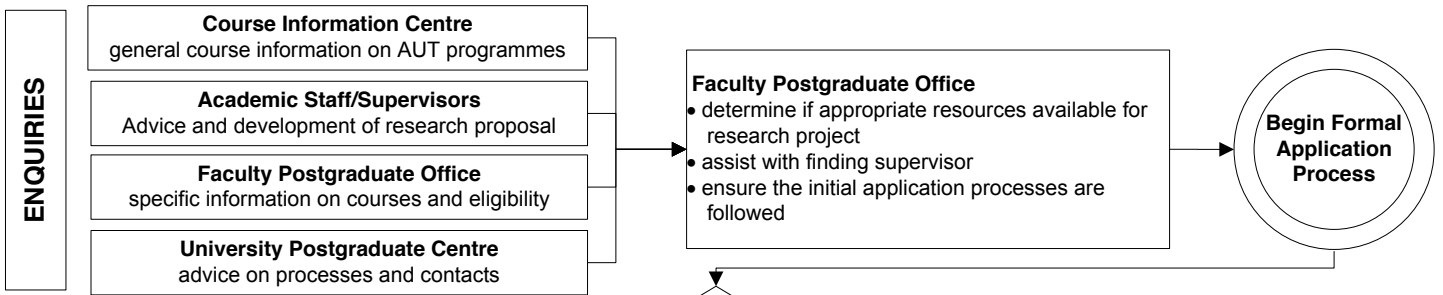 ENQUIRIES
Course Information Centre
general course information on AUT programmes
Academic Staff/Supervisors
Advice and development of research proposal
Faculty Postgraduate Office
specific information on courses and eligibility
University Postgraduate Centre
advice on processes and contacts
Faculty Postgraduate Office
• determine if appropriate resources available for
research project
• assist with finding supervisor
• ensure the initial application processes are
followed
Begin Formal
Application
Process